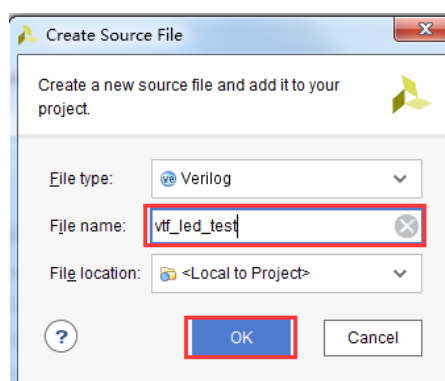 Create Source File
Create a new source file and add it to your
project.
File type:
Verilog
File name:
vtf_led_test
File location:
<Local to Project>
?
OK
Cancel